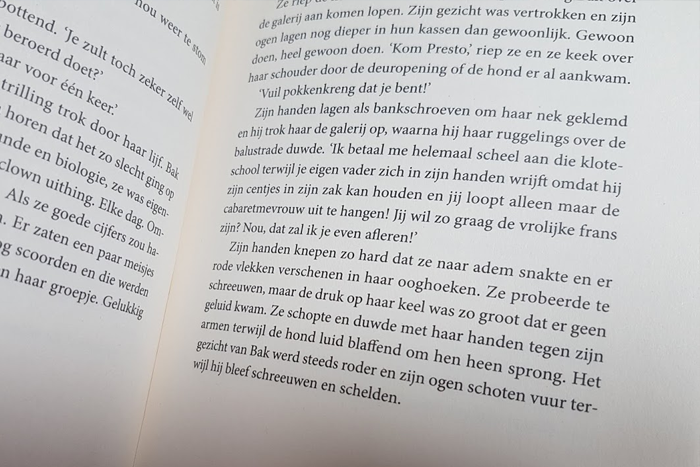 nou weer te stom
pottend. 'Je zult toch zeker zelf wel
beroerd doet?'
aar voor één keer.'
trilling trok door haar lijf. Bak
horen dat het zo slecht ging op
unde en biologie, ze was eigen-
clown uithing. Elke dag. Om-
Als ze goede cijfers zou ha-
Er zaten een paar meisjes
og scoorden en die werden
n haar groepje. Gelukkig
Ze riep
de galerij aan komen lopen. Zijn gezicht was vertrokken en zijn
ogen lagen nog dieper in hun kassen dan gewoonlijk. Gewoon
doen, heel gewoon doen. 'Kom Presto,' riep ze en ze keek over
haar schouder door de deuropening of de hond er al aankwam.
'Vuil pokkenkreng dat je bent!'
Zijn handen lagen als bankschroeven om haar nek geklemd
en hij trok haar de galerij op, waarna hij haar ruggelings over de
balustrade duwde. 'Ik betaal me helemaal scheel aan die klote-
school terwijl je eigen vader zich in zijn handen wrijft omdat hij
zijn centjes in zijn zak kan houden en jij loopt alleen maar de
cabaretmevrouw uit te hangen! Jij wil zo graag de vrolijke frans
zijn? Nou, dat zal ik je even afleren!'
Zijn handen knepen zo hard dat ze naar adem snakte en er
rode vlekken verschenen in haar ooghoeken. Ze probeerde te
schreeuwen, maar de druk op haar keel was zo groot dat er geen
geluid kwam. Ze schopte en duwde met haar handen tegen zijn
armen terwijl de hond luid blaffend om hen heen sprong. Het
gezicht van Bak werd steeds roder en zijn ogen schoten vuur ter-
wijl hij bleef schreeuwen en schelden.